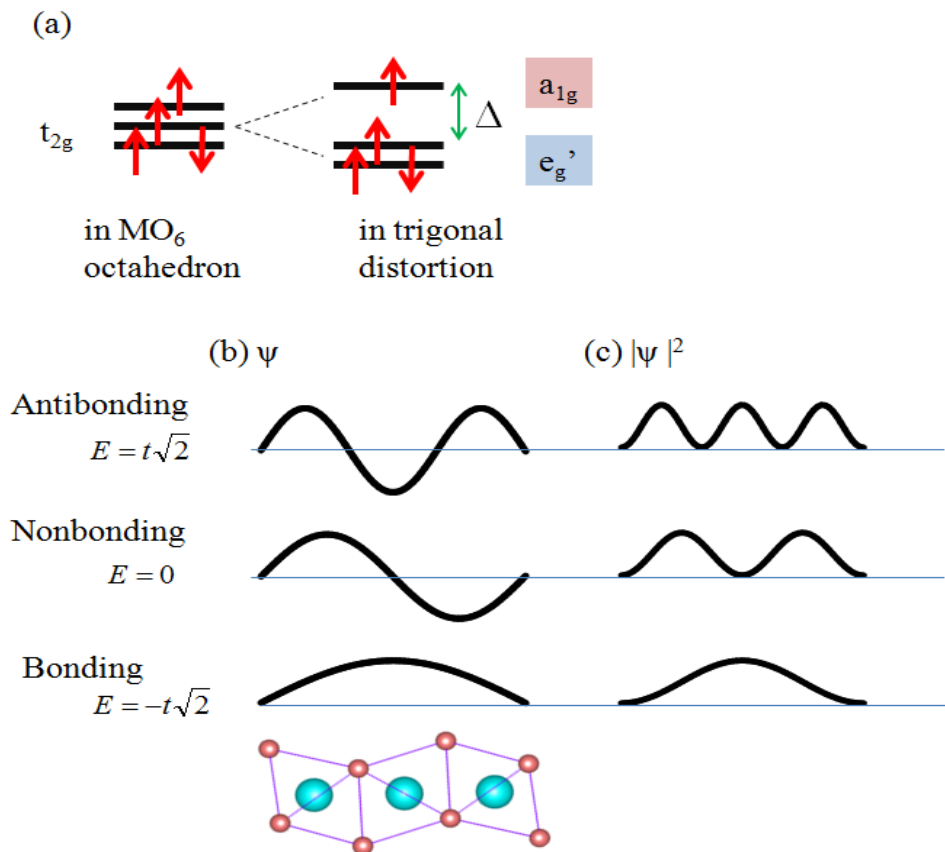 (a)
t₂g
a₁g
Δ
eg’
in MO₆
octahedron
in trigonal
distortion
(b) ψ
(c) |ψ |²
Antibonding
E = t√2
Nonbonding
E = 0
Bonding
E = −t√2